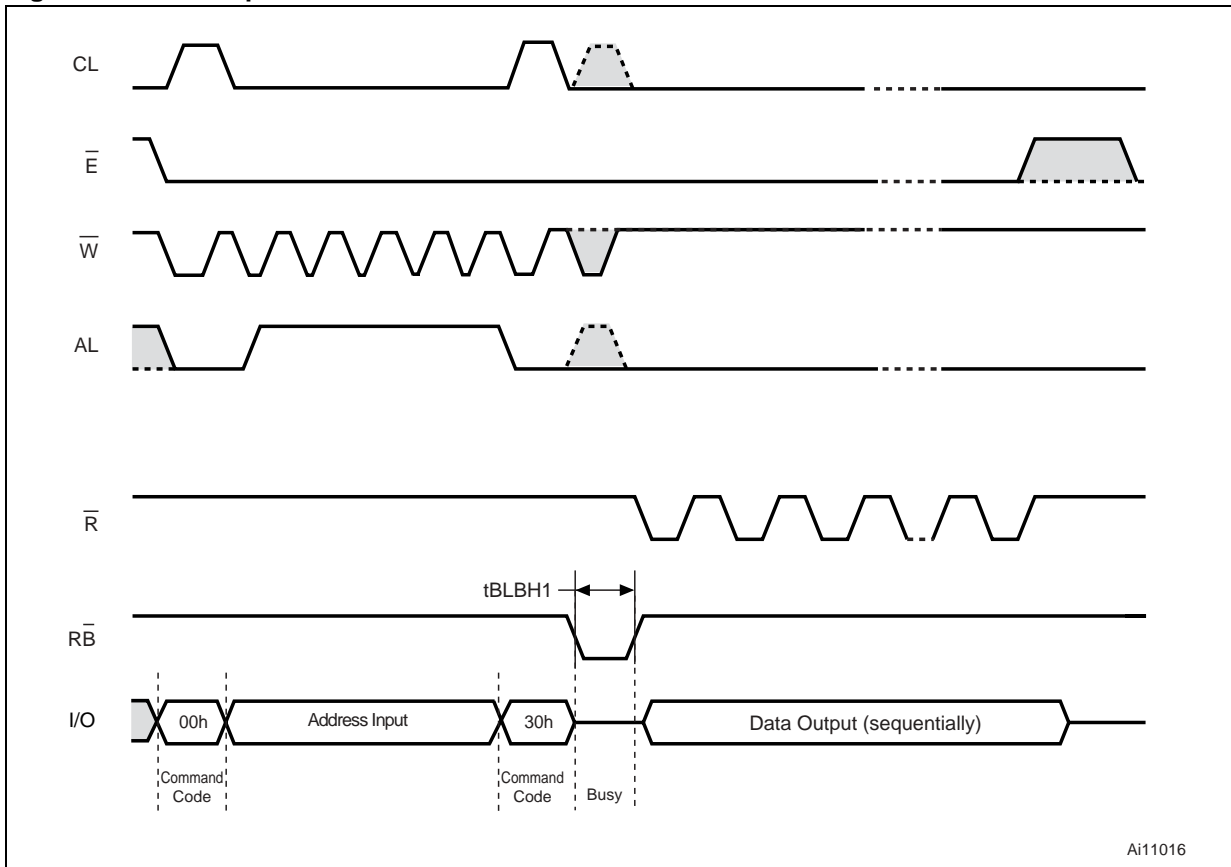 CL
E̅
W̅
AL
R̅
tBLBH1
RB̅
I/O
00h
Address Input
30h
Data Output (sequentially)
Command
Code
Command
Code
Busy
Ai11016